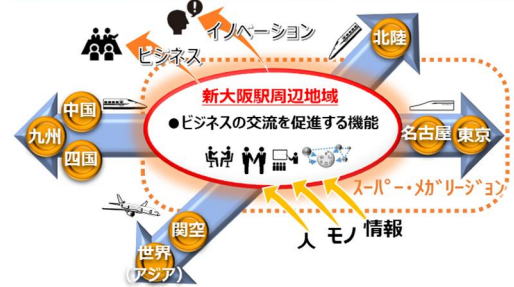 イノベーション
ビジネス
北陸
新大阪駅周辺地域
●ビジネスの交流を促進する機能
中国
九州
四国
名古屋
東京
スーパー・メガリージョン
関空
世界
(アジア)
人
モノ
情報